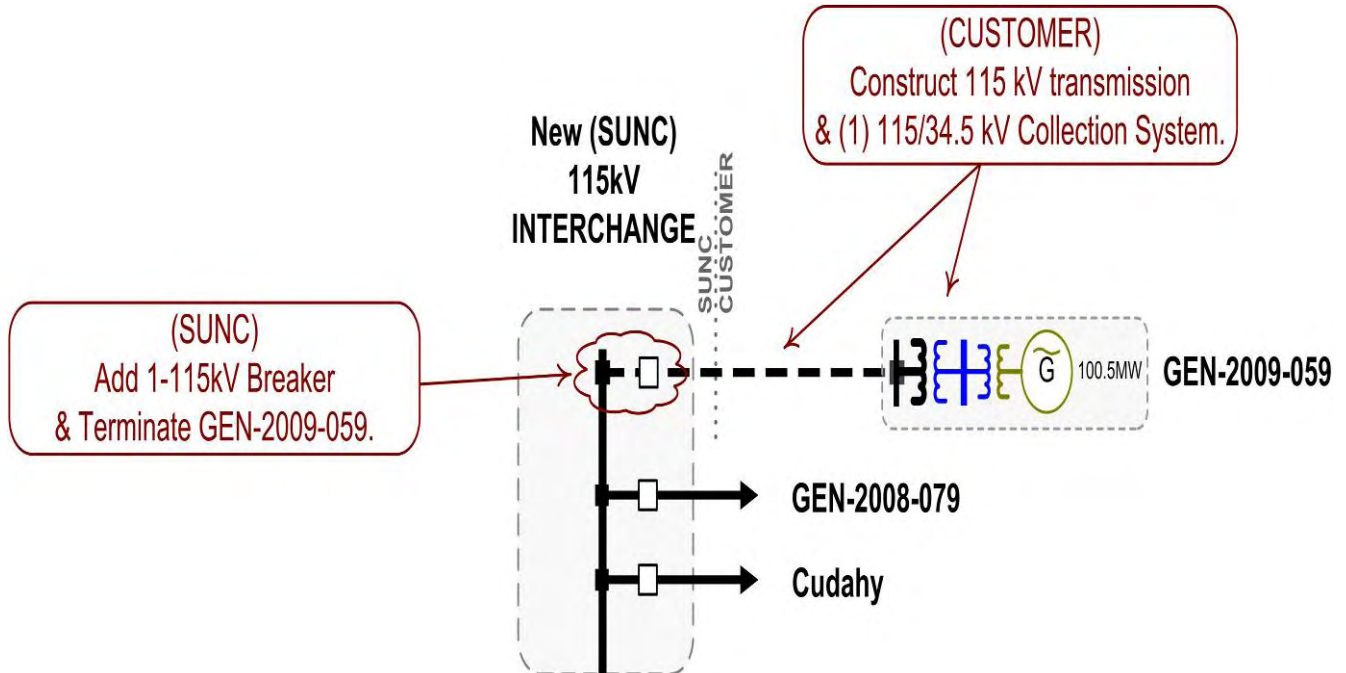 (CUSTOMER)
Construct 115 kV transmission
& (1) 115/34.5 kV Collection System.
New (SUNC)
115kV
INTERCHANGE
SUNC
CUSTOMER
(SUNC)
Add 1-115kV Breaker
& Terminate GEN-2009-059.
G
100.5MW
GEN-2009-059
GEN-2008-079
Cudahy